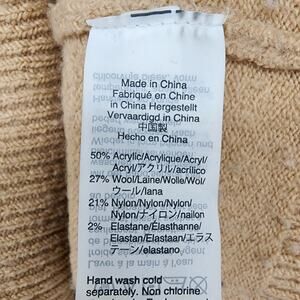 Made in China
Fabriqué en Chine
in China Hergestellt
Vervaardigd in China
中国製
Hecho en China
50% Acrylic/Acrylique/Acryl/
Acryl/アクリル/acrílico
27% Wool/Laine/Wolle/Wol/
ウール/lana
21% Nylon/Nylon/Nylon/
Nylon/ナイロン/nailon
2% Elastane/Élasthanne/
Elastan/Elastaan/エラス
テーン/elastano
Hand wash cold
separately. Non chlorine